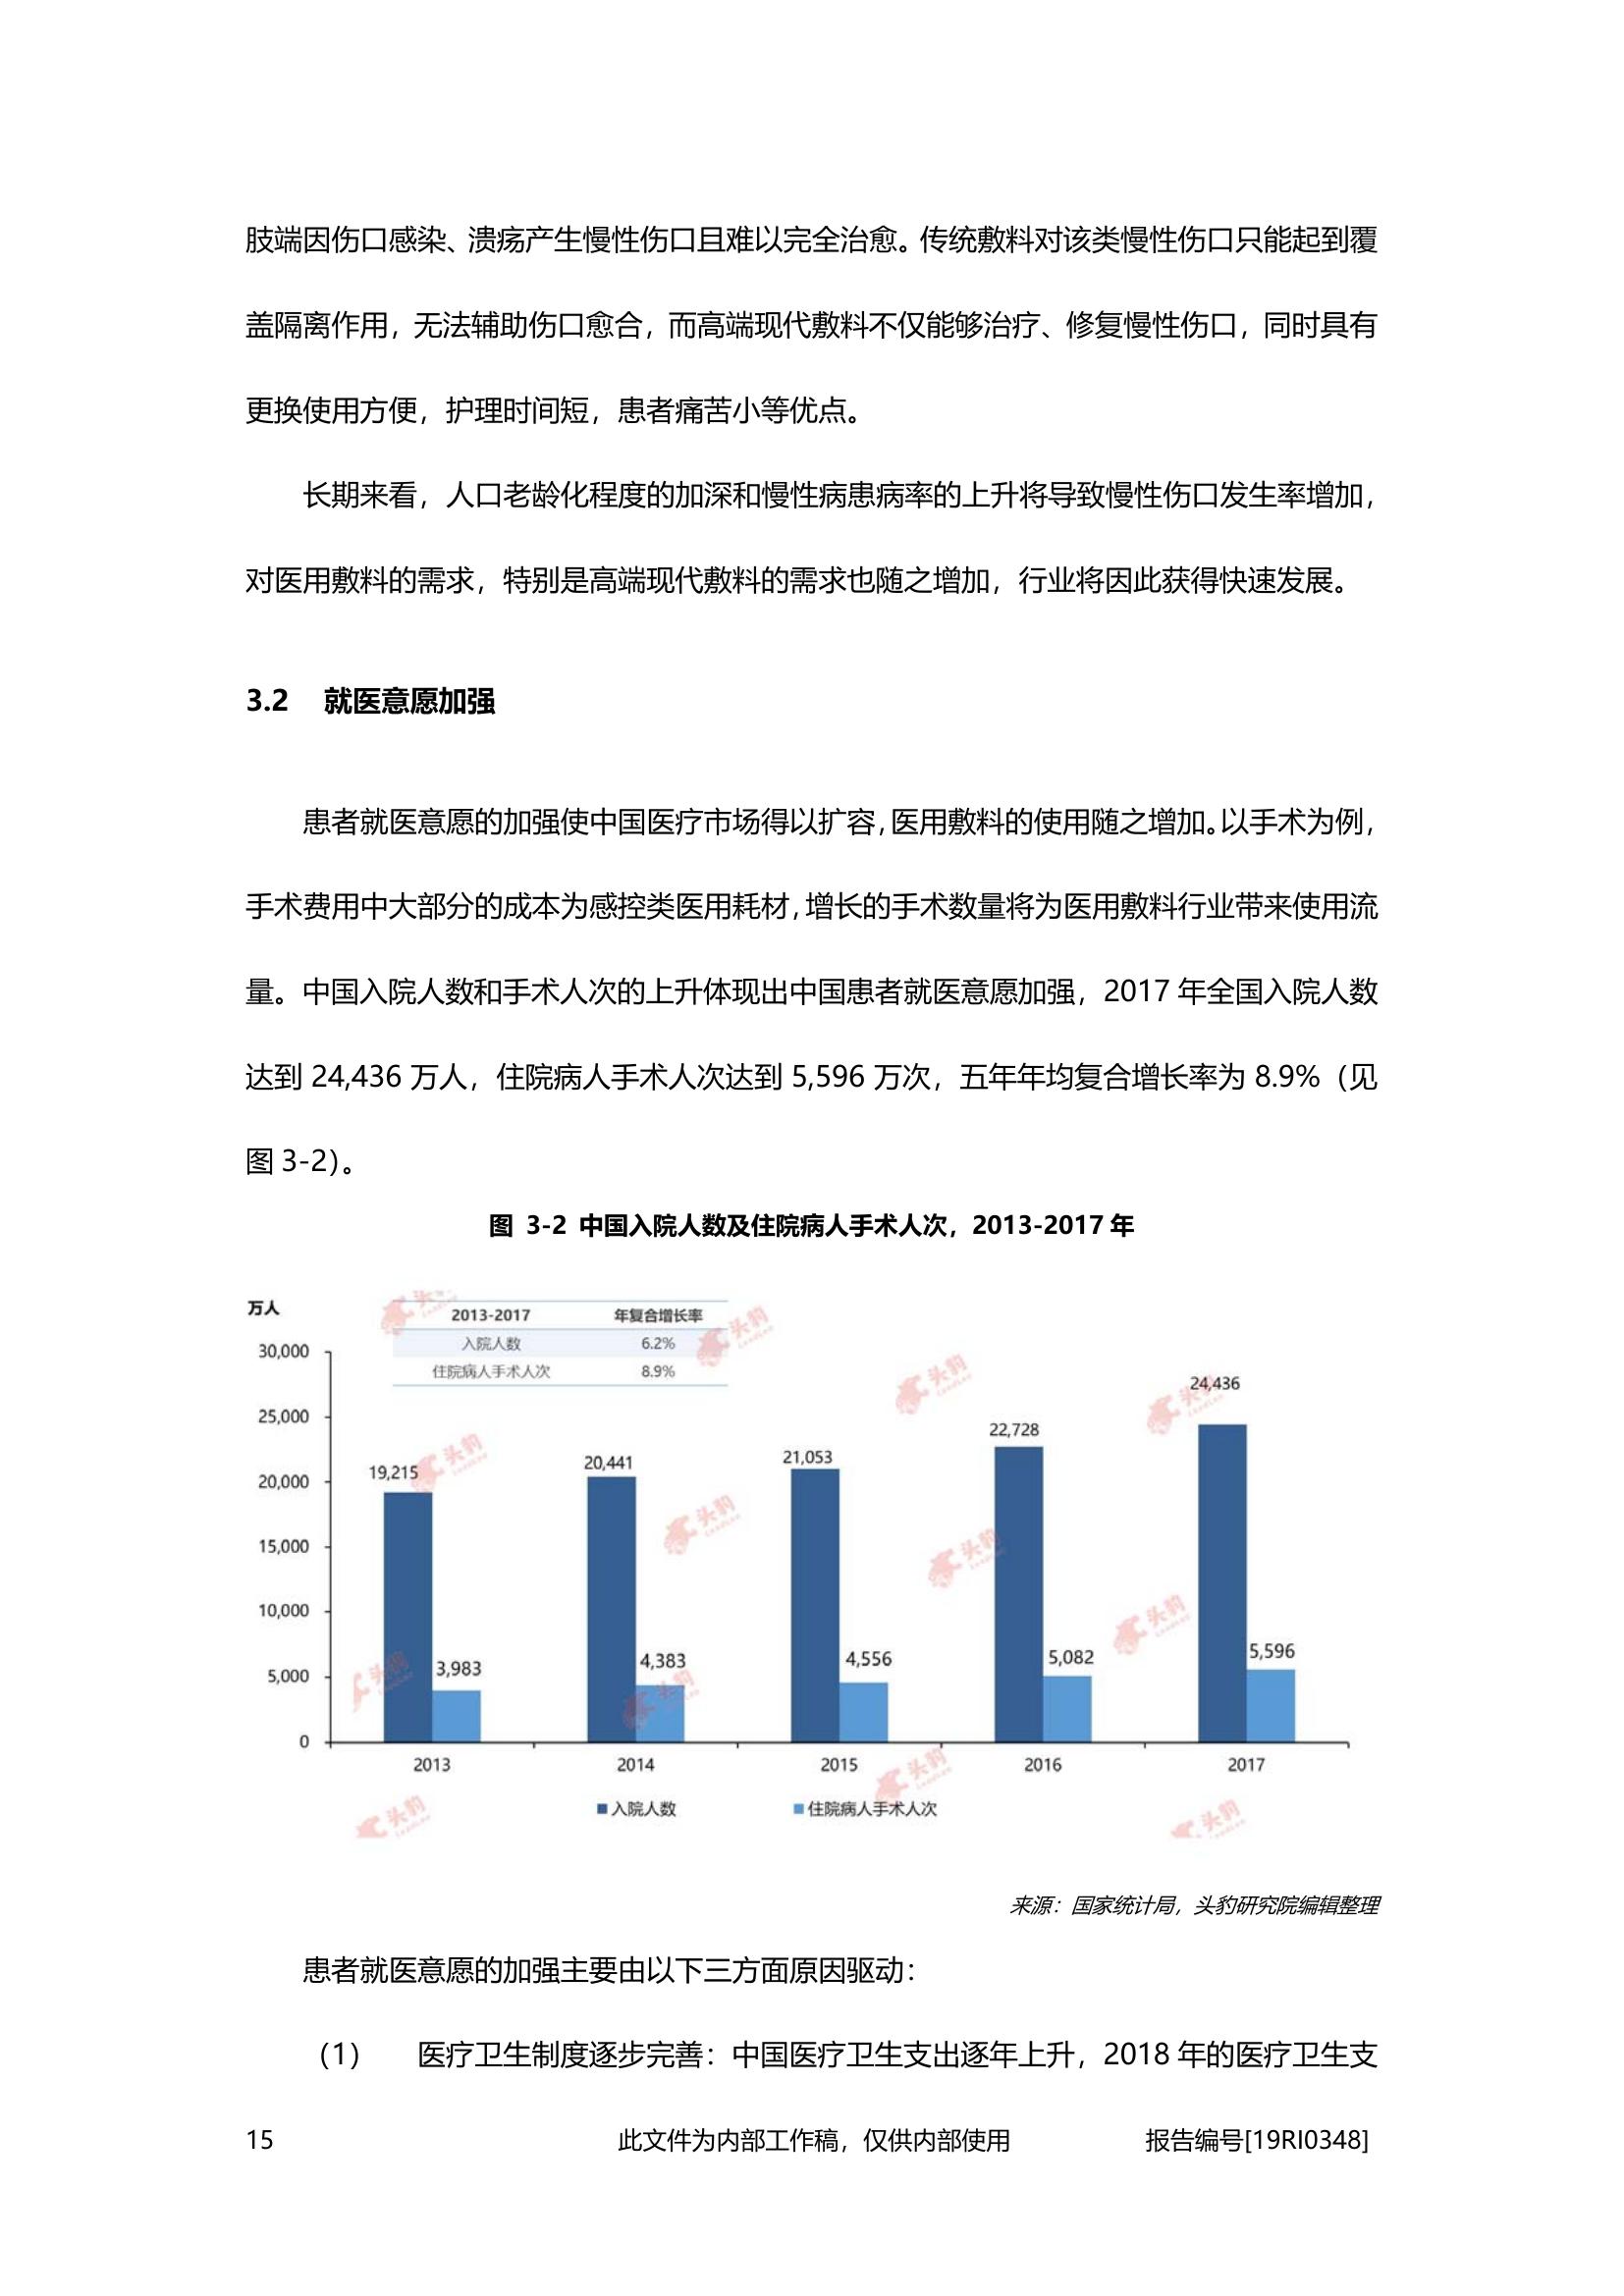 肢端因伤口感染、溃疡产生慢性伤口且难以完全治愈。传统敷料对该类慢性伤口只能起到覆
盖隔离作用，无法辅助伤口愈合，而高端现代敷料不仅能够治疗、修复慢性伤口，同时具有
更换使用方便，护理时间短，患者痛苦小等优点。
长期来看，人口老龄化程度的加深和慢性病患病率的上升将导致慢性伤口发生率增加，
对医用敷料的需求，特别是高端现代敷料的需求也随之增加，行业将因此获得快速发展。
3.2 就医意愿加强
患者就医意愿的加强使中国医疗市场得以扩容，医用敷料的使用随之增加。以手术为例，
手术费用中大部分的成本为感控类医用耗材，增长的手术数量将为医用敷料行业带来使用流
量。中国入院人数和手术人次的上升体现出中国患者就医意愿加强，2017 年全国入院人数
达到 24,436 万人，住院病人手术人次达到 5,596 万次，五年年均复合增长率为 8.9%（见
图 3-2）。
图 3-2 中国入院人数及住院病人手术人次，2013-2017 年
万人
2013-2017 年复合增长率
入院人数 6.2%
住院病人手术人次 8.9%
30,000
25,000
20,000
15,000
10,000
5,000
0
19,215
3,983
20,441
4,383
21,053
4,556
22,728
5,082
24,436
5,596
2013 2014 2015 2016 2017
入院人数 住院病人手术人次
头豹
来源：国家统计局，头豹研究院编辑整理
患者就医意愿的加强主要由以下三方面原因驱动：
（1） 医疗卫生制度逐步完善：中国医疗卫生支出逐年上升，2018 年的医疗卫生支
15 此文件为内部工作稿，仅供内部使用 报告编号[19RI0348]